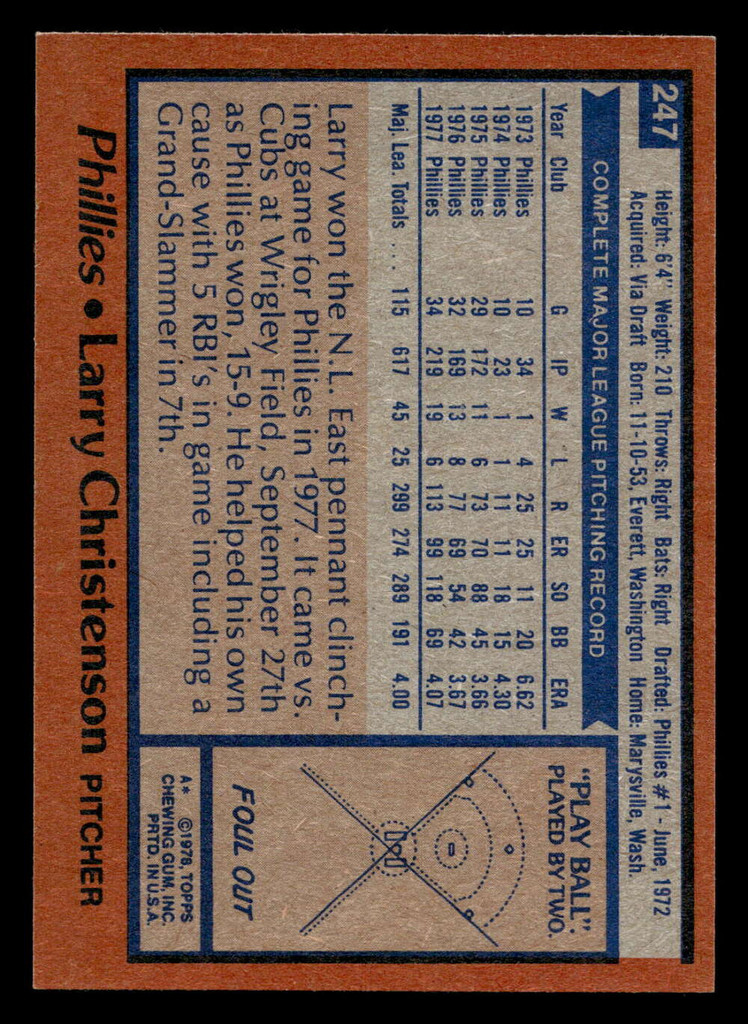 247
Height: 6'4" Weight: 210 Throws: Right Bats: Right Drafted: Phillies #1 - June, 1972
Acquired: Via Draft Born: 11-10-53, Everett, Washington Home: Marysville, Wash.
COMPLETE MAJOR LEAGUE PITCHING RECORD
Year Club G IP W L R ER SO BB ERA
1973 Phillies 10 34 1 4 25 25 11 20 6.62
1974 Phillies 10 23 1 1 11 11 18 15 4.30
1975 Phillies 29 172 11 6 73 70 88 45 3.66
1976 Phillies 32 169 13 8 77 69 54 42 3.67
1977 Phillies 34 219 19 6 113 99 118 69 4.07
Maj. Lea. Totals ... 115 617 45 25 299 274 289 191 4.00
Larry won the N.L. East pennant clinch-
ing game for Phillies in 1977. It came vs.
Cubs at Wrigley Field, September 27th
as Phillies won, 15-9. He helped his own
cause with 5 RBI's in game including a
Grand-Slammer in 7th.
"PLAY BALL".
PLAYED BY TWO.
FOUL OUT
A* ©1978, TOPPS
CHEWING GUM, INC.
PRTD. IN U.S.A.
Phillies • Larry Christenson PITCHER